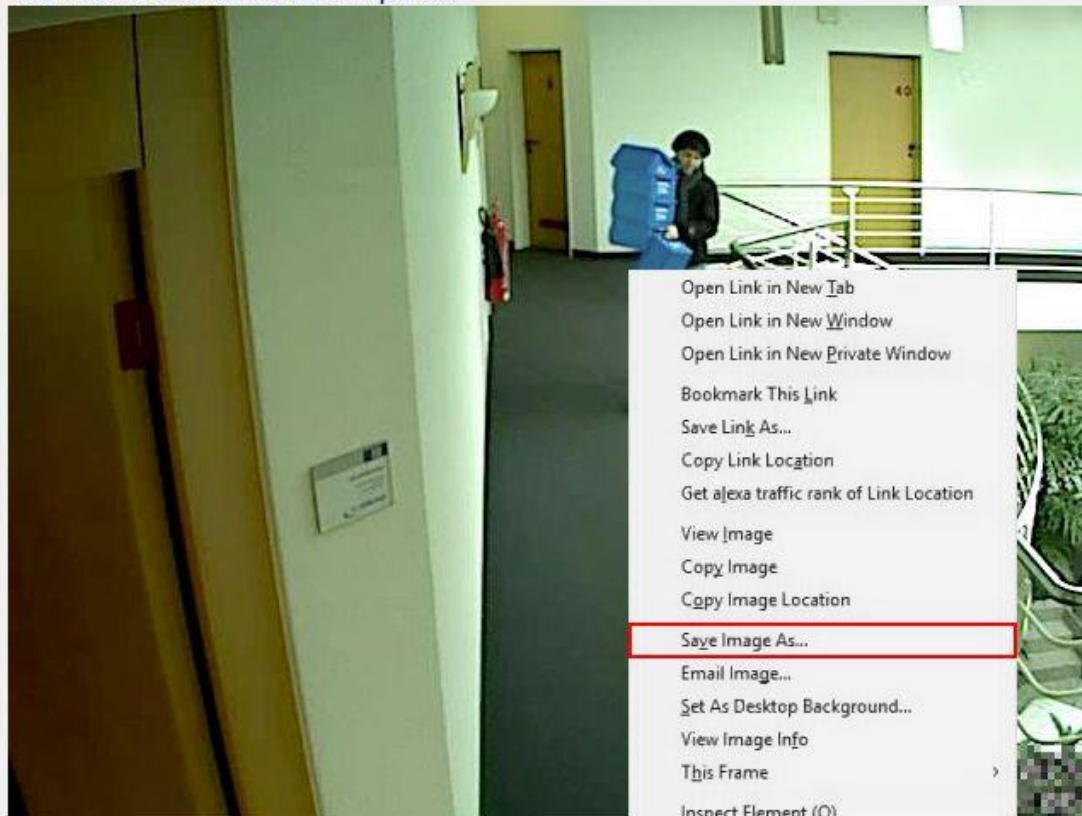 40
Open Link in New Tab
Open Link in New Window
Open Link in New Private Window
Bookmark This Link
Save Link As...
Copy Link Location
Get alexa traffic rank of Link Location
View Image
Copy Image
Copy Image Location
Save Image As...
Email Image...
Set As Desktop Background...
View Image Info
This Frame
Inspect Element (Q)